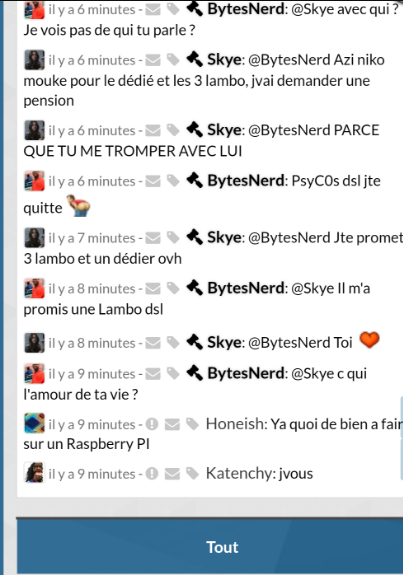 il y a 6 minutes - BytesNerd: @Skye avec qui ?
Je vois pas de qui tu parle ?
il y a 6 minutes - Skye: @BytesNerd Azi niko
mouke pour le dédié et les 3 lambo, jvai demander une
pension
il y a 6 minutes - Skye: @BytesNerd PARCE
QUE TU ME TROMPER AVEC LUI
il y a 6 minutes - BytesNerd: PsyC0s dsl jte
quitte
il y a 7 minutes - Skye: @BytesNerd Jte promet
3 lambo et un dédier ovh
il y a 8 minutes - BytesNerd: @Skye Il m'a
promis une Lambo dsl
il y a 8 minutes - Skye: @BytesNerd Toi
il y a 9 minutes - BytesNerd: @Skye c qui
l'amour de ta vie ?
il y a 9 minutes - Honeish: Ya quoi de bien a fair
sur un Raspberry PI
il y a 9 minutes - Katenchy: jvous
Tout